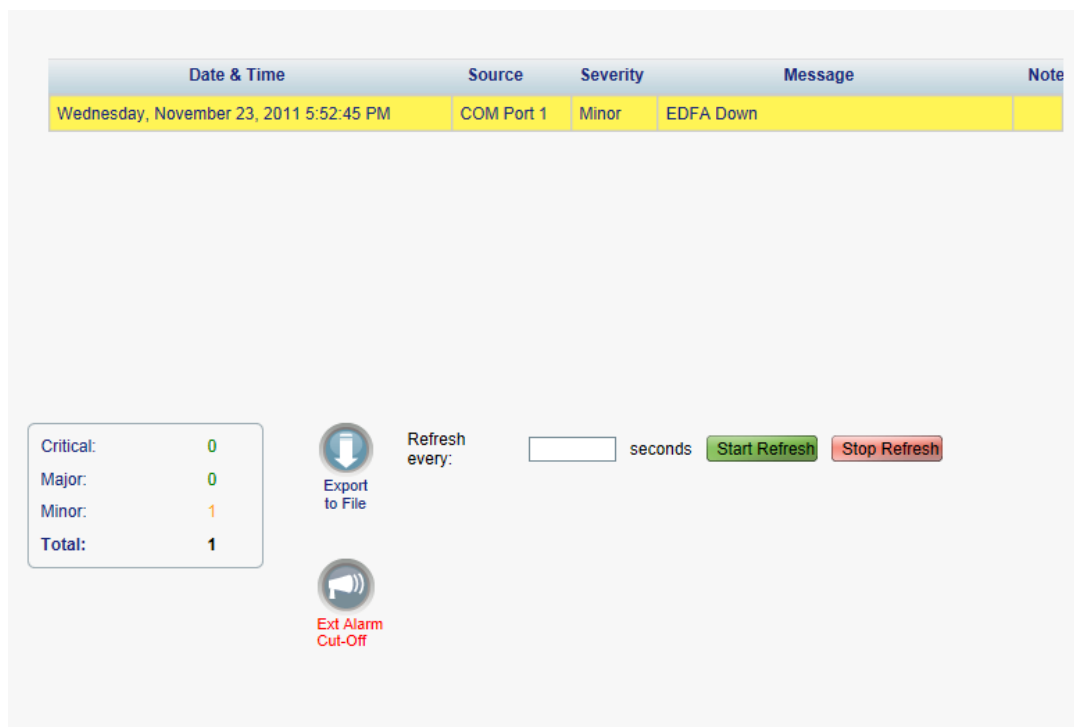 Date & Time Source Severity Message Note
Wednesday, November 23, 2011 5:52:45 PM COM Port 1 Minor EDFA Down
Critical: 0
Major: 0
Minor: 1
Total: 1
Export
to File
Refresh
every:
seconds Start Refresh Stop Refresh
Ext Alarm
Cut-Off